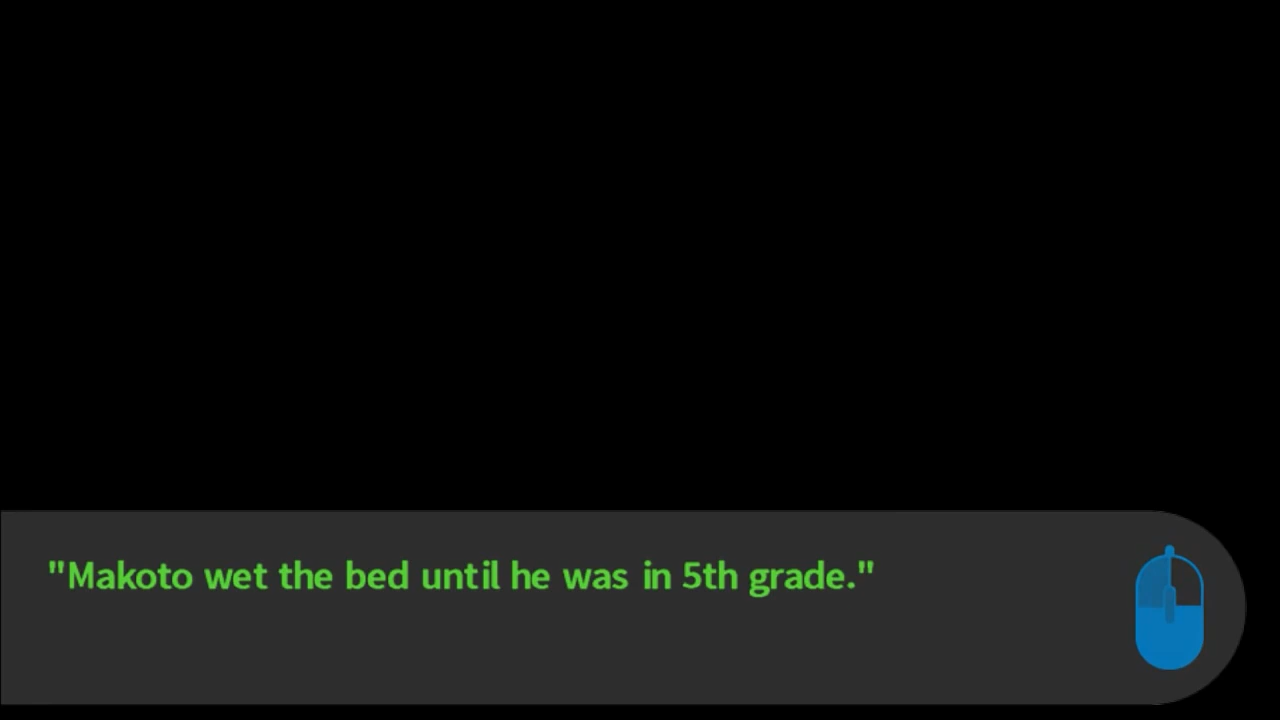 "Makoto wet the bed until he was in 5th grade."